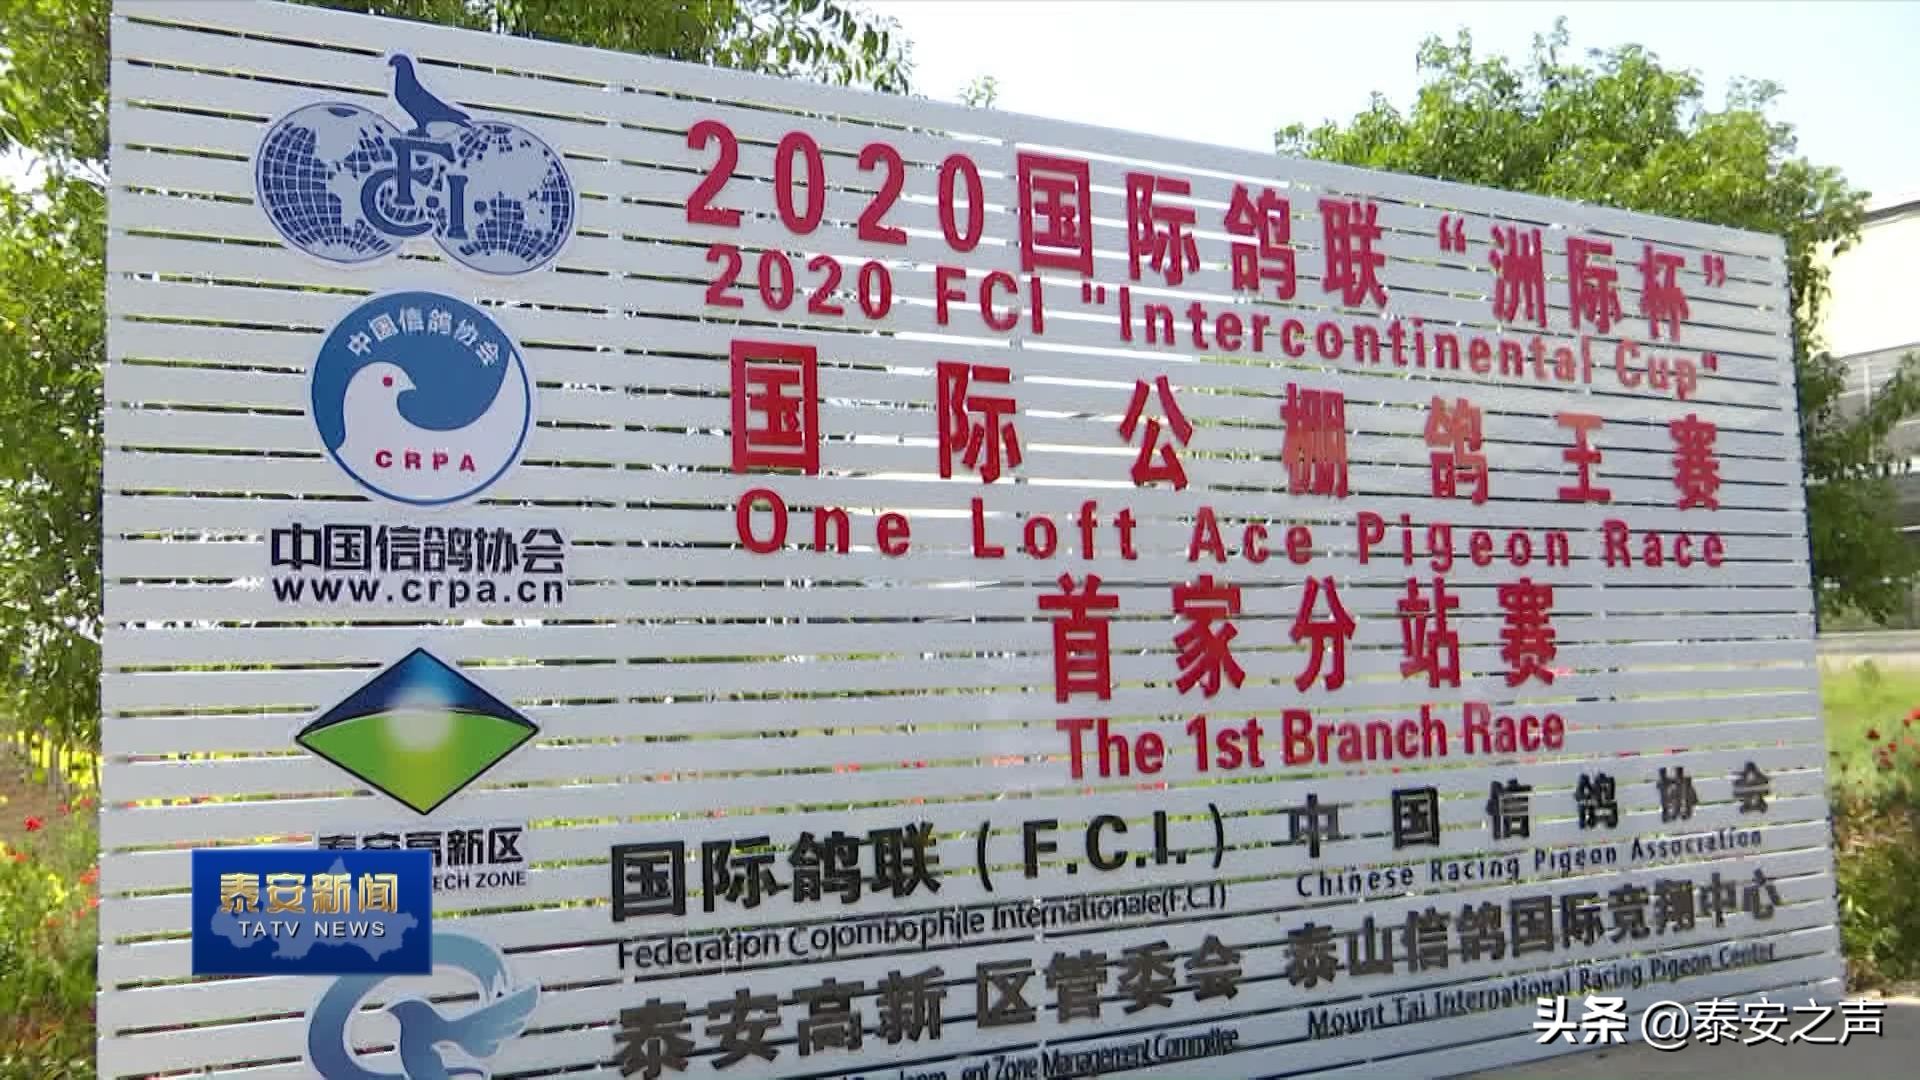 FCI
2020国际鸽联“洲际杯”
2020 FCI "Intercontinental Cup"
中国信鸽协会
CRPA
国际公棚鸽王赛
One Loft Ace Pigeon Race
中国信鸽协会
www.crpa.cn
首家分站赛
The 1st Branch Race
泰安高新区
ECH ZONE
国际鸽联（F.C.I.）中国信鸽协会
Federation Colombophile Internationale(F.C.I) Chinese Racing Pigeon Association
泰安高新区管委会 泰山信鸽国际竞翔中心
ent Zone Management Committee Mount Tai International Racing Pigeon Center
泰安新闻
TATV NEWS
头条 @泰安之声